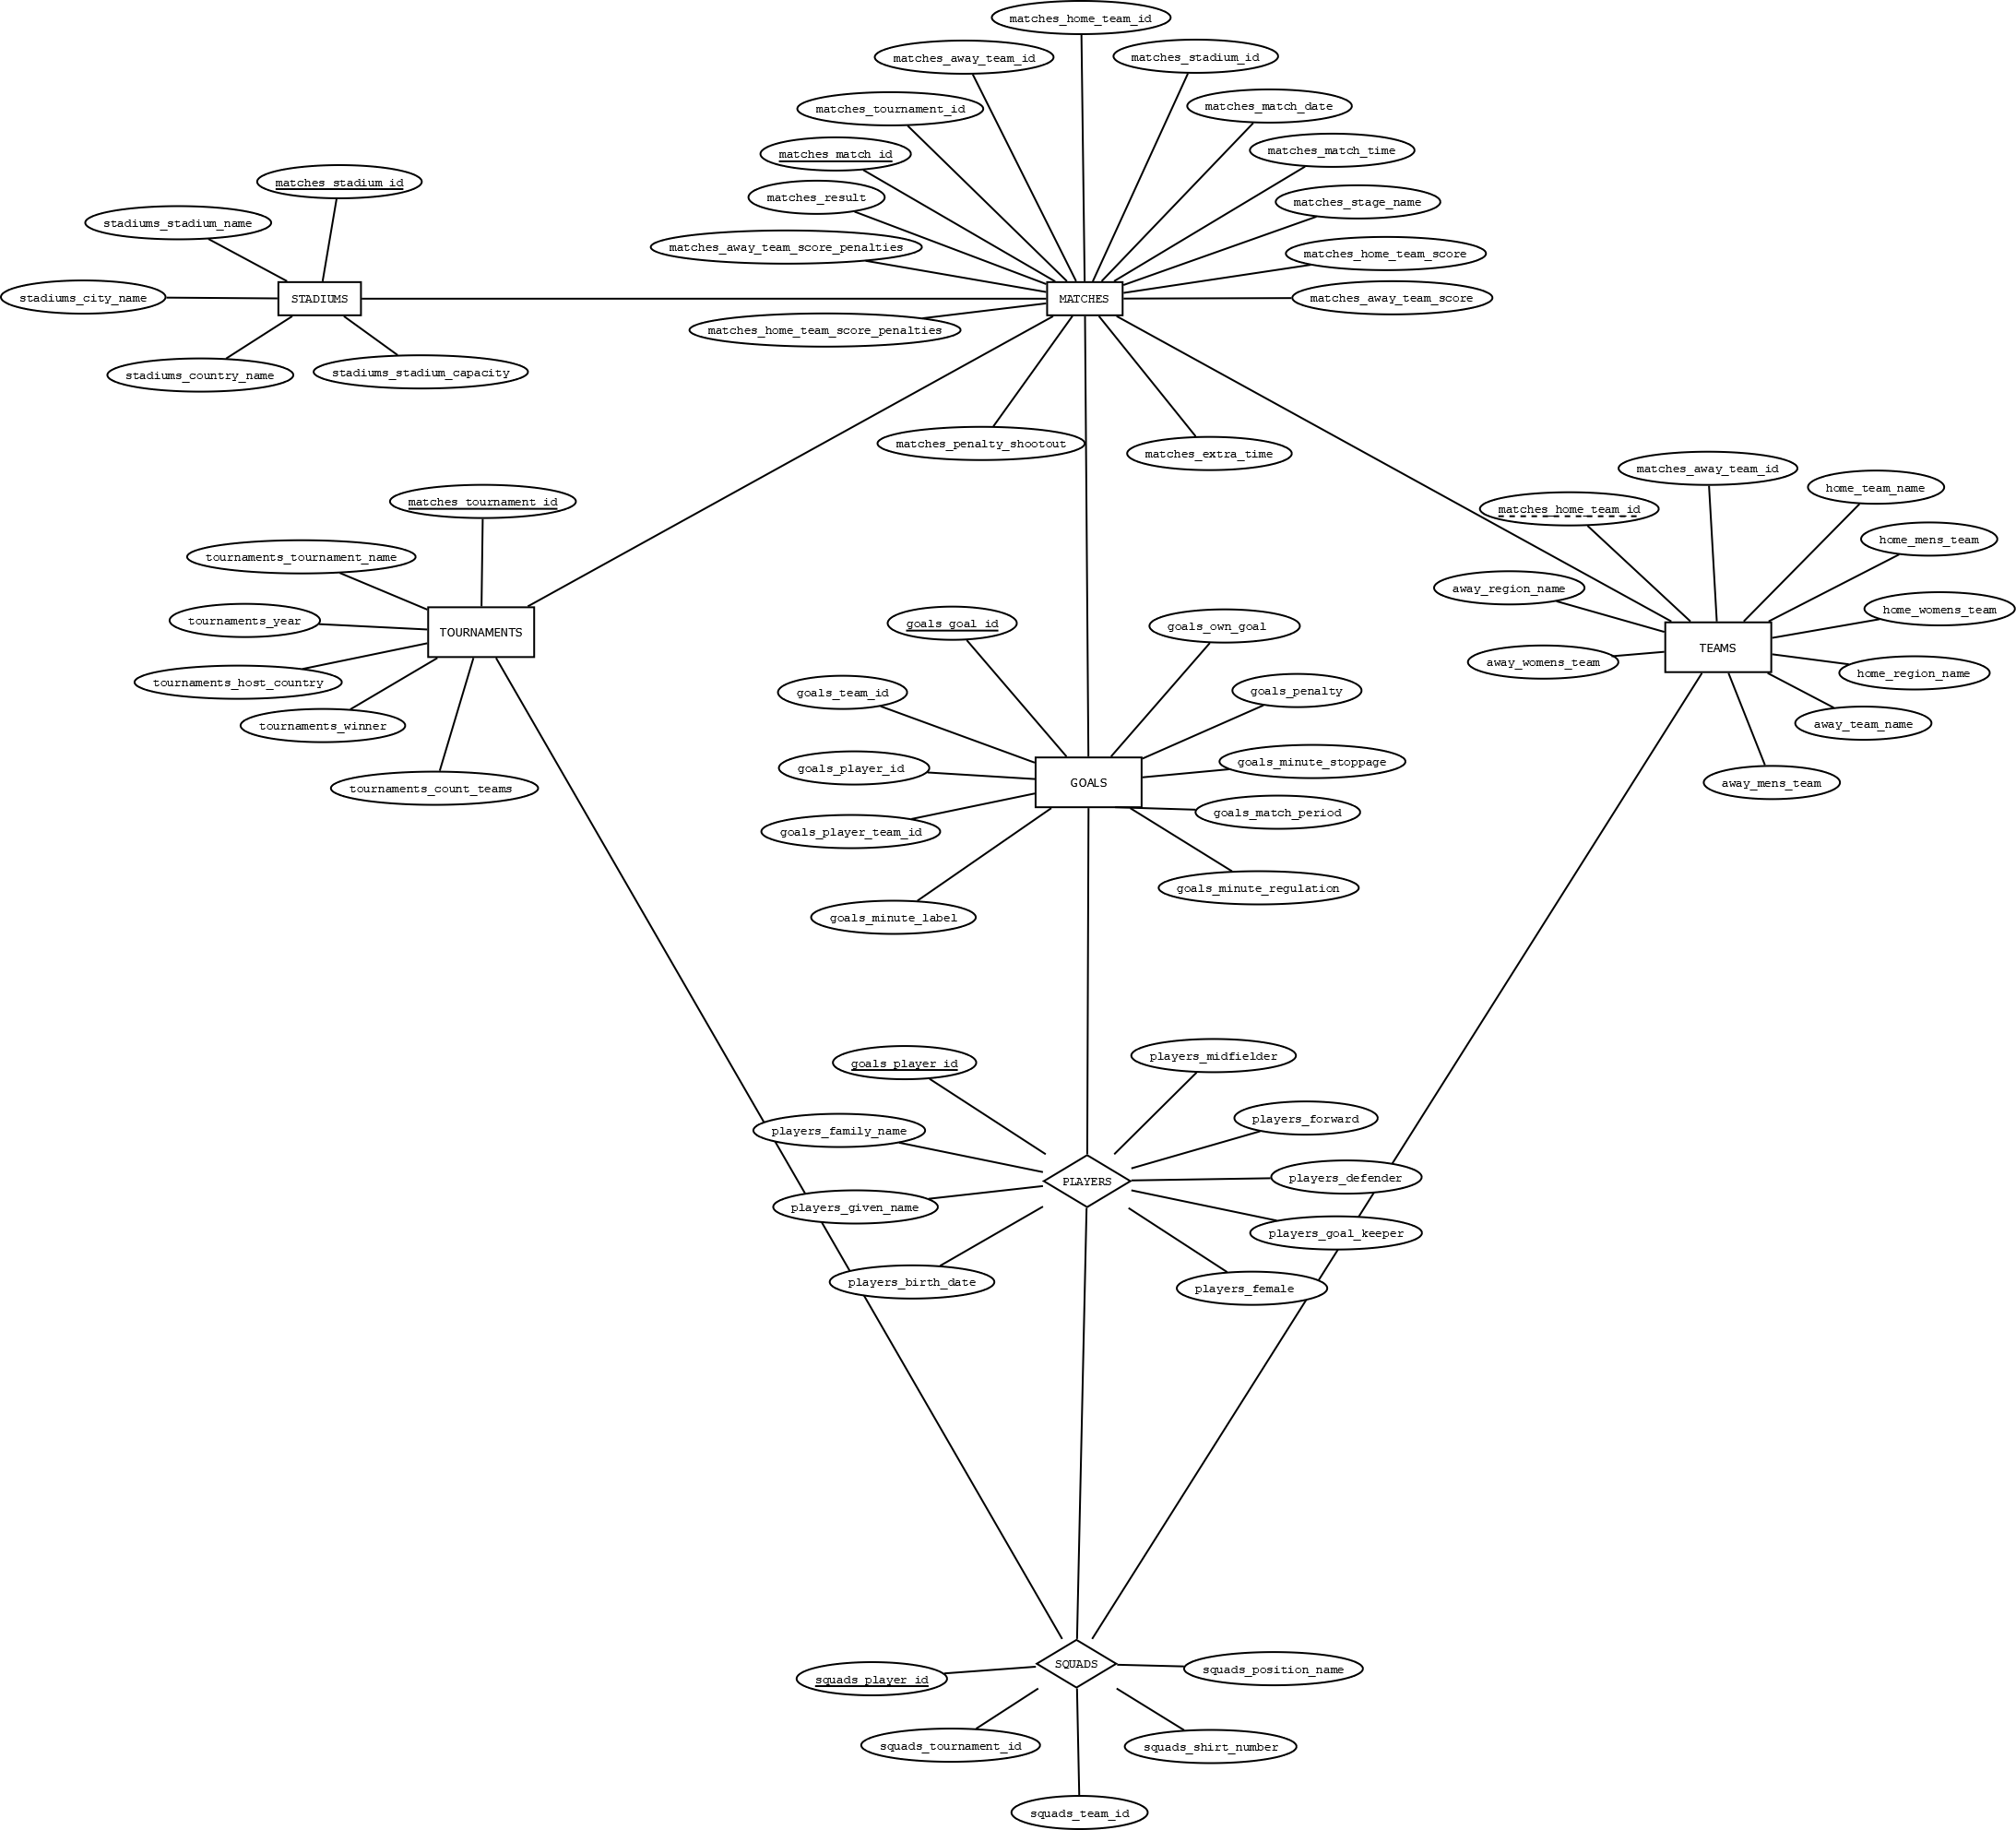 matches_home_team_id
matches_away_team_id
matches_stadium_id
matches_tournament_id
matches_match_date
matches_match_id
matches_match_time
matches_stadium_id
matches_result
matches_stage_name
stadiums_stadium_name
matches_away_team_score_penalties
matches_home_team_score
stadiums_city_name
STADIUMS
MATCHES
matches_away_team_score
matches_home_team_score_penalties
stadiums_country_name
stadiums_stadium_capacity
matches_penalty_shootout
matches_extra_time
matches_away_team_id
home_team_name
matches_tournament_id
matches_home_team_id
home_mens_team
tournaments_tournament_name
away_region_name
home_womens_team
tournaments_year
goals_goal_id
goals_own_goal
TOURNAMENTS
TEAMS
away_womens_team
home_region_name
tournaments_host_country
goals_team_id
goals_penalty
tournaments_winner
away_team_name
goals_player_id
goals_minute_stoppage
GOALS
away_mens_team
tournaments_count_teams
goals_match_period
goals_player_team_id
goals_minute_regulation
goals_minute_label
goals_player_id
players_midfielder
players_family_name
players_forward
PLAYERS
players_defender
players_given_name
players_goal_keeper
players_birth_date
players_female
SQUADS
squads_position_name
squads_player_id
squads_tournament_id
squads_shirt_number
squads_team_id